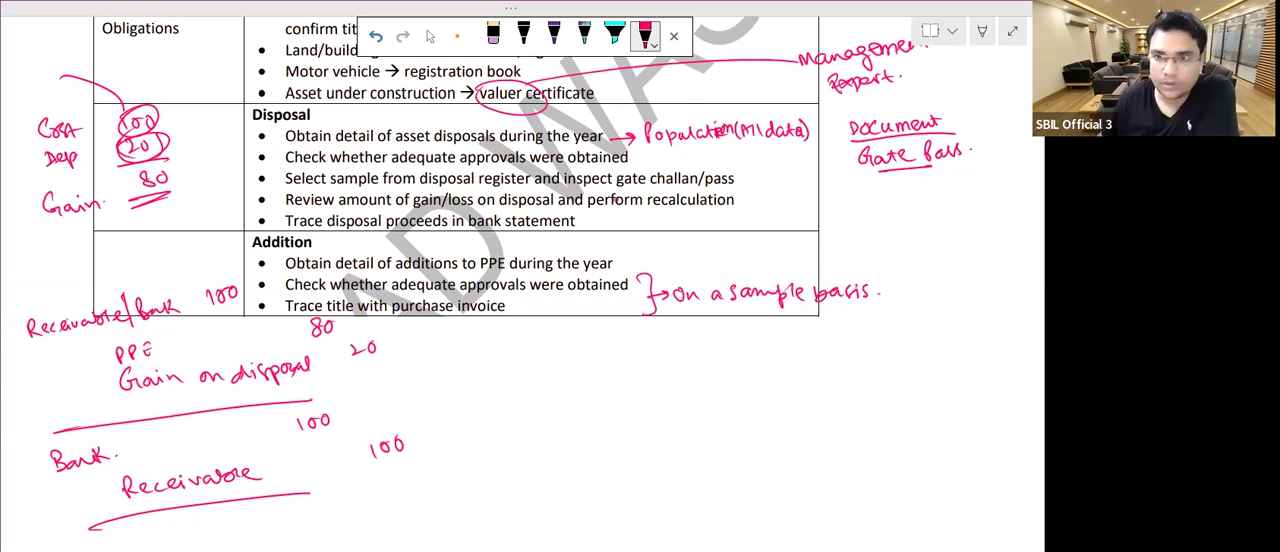 Obligations
confirm tit
Land/build
Motor vehicle → registration book
Asset under construction → valuer certificate
Management
Expert.
Disposal
Obtain detail of asset disposals during the year → Population (All data)
Check whether adequate approvals were obtained
Select sample from disposal register and inspect gate challan/pass
Review amount of gain/loss on disposal and perform recalculation
Trace disposal proceeds in bank statement
Cost 100
Dep (20)
80
Gain.
Document
Gate Pass.
SBIL Official 3
Addition
Obtain detail of additions to PPE during the year
Check whether adequate approvals were obtained
Trace title with purchase invoice
→ on a sample basis.
Receivable/Bank 100
PPE 80
Gain on disposal 20
Bank. 100
Receivable 100